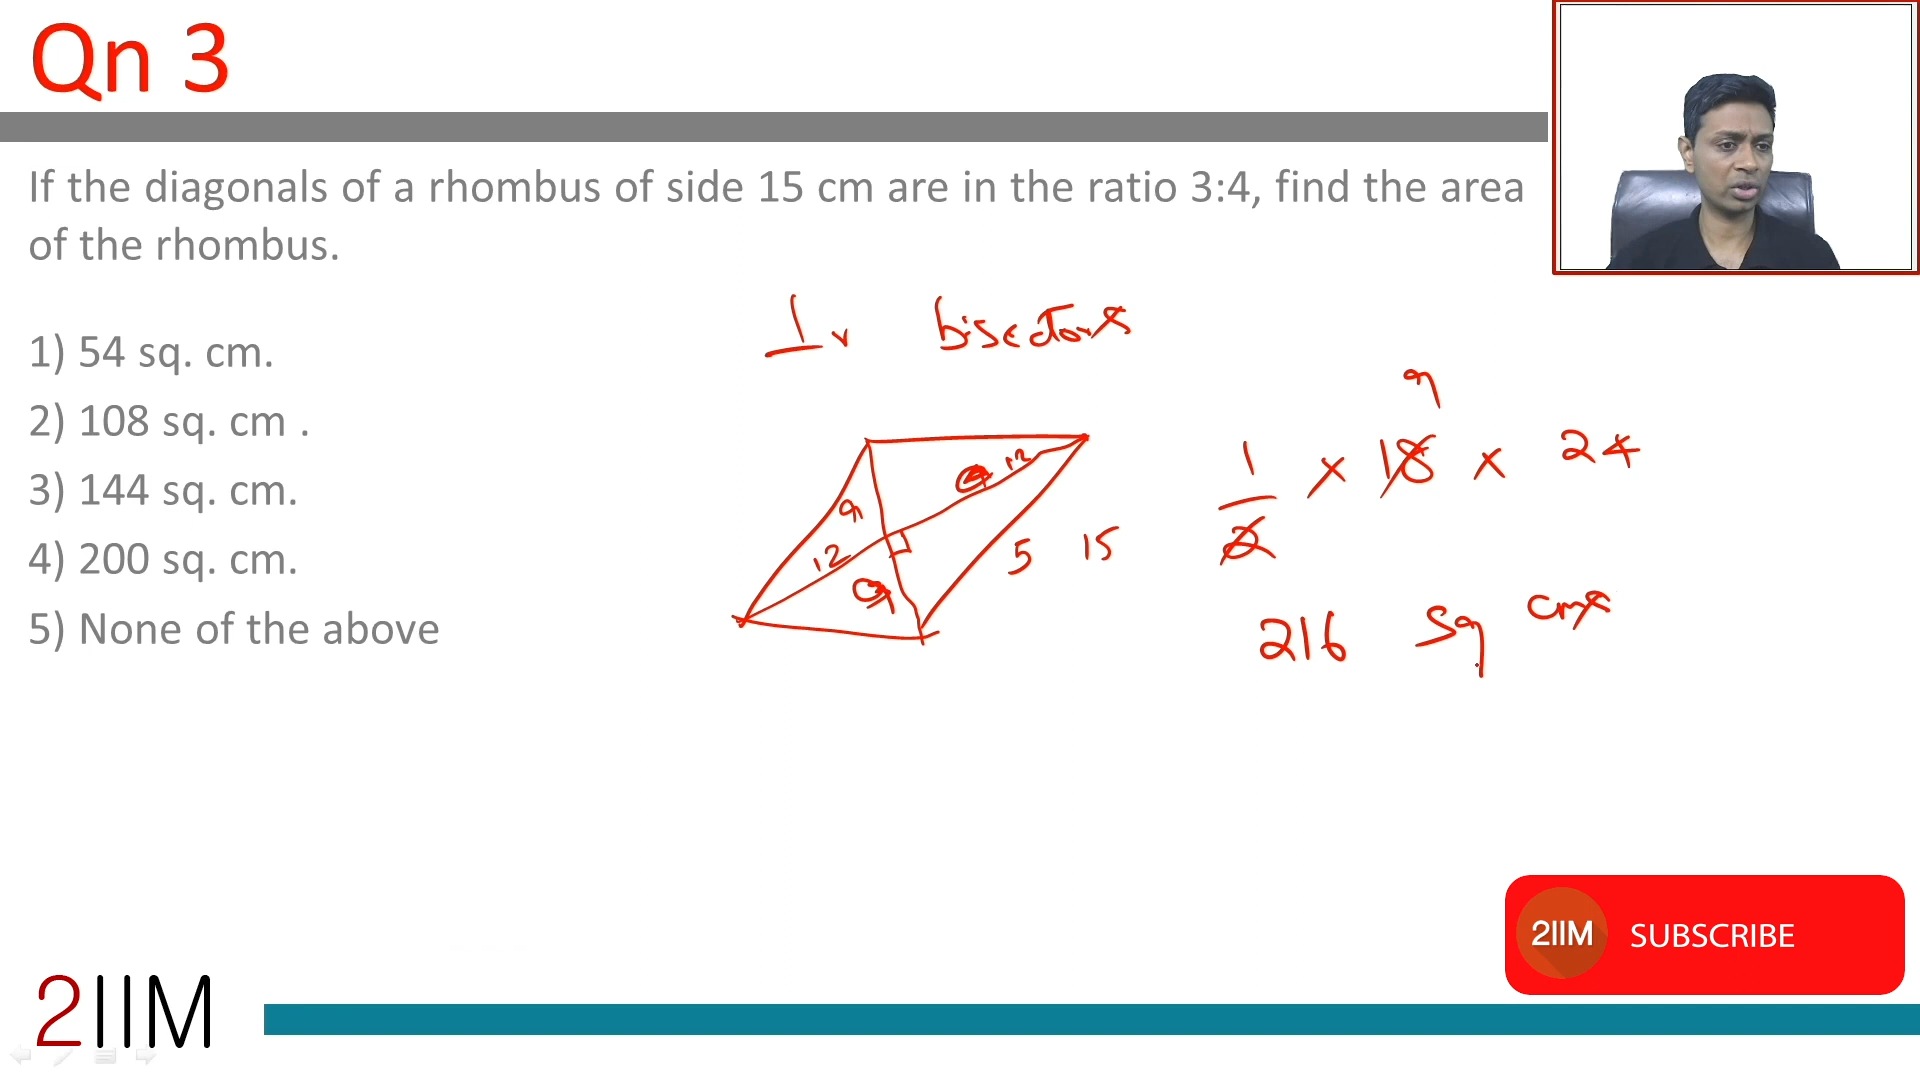 Qn 3
If the diagonals of a rhombus of side 15 cm are in the ratio 3:4, find the area
of the rhombus.
1) 54 sq. cm.
2) 108 sq. cm .
3) 144 sq. cm.
4) 200 sq. cm.
5) None of the above
⊥r bisectors
9
1/2 × 18 × 24
12
9
12
9
5 15
216 sq cms
2IIM SUBSCRIBE
2IIM